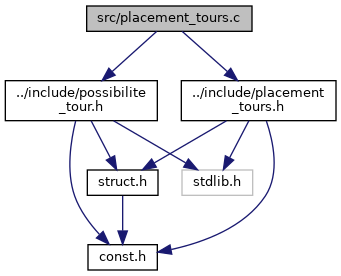 src/placement_tours.c
../include/possibilite
_tour.h
../include/placement
_tours.h
struct.h
stdlib.h
const.h